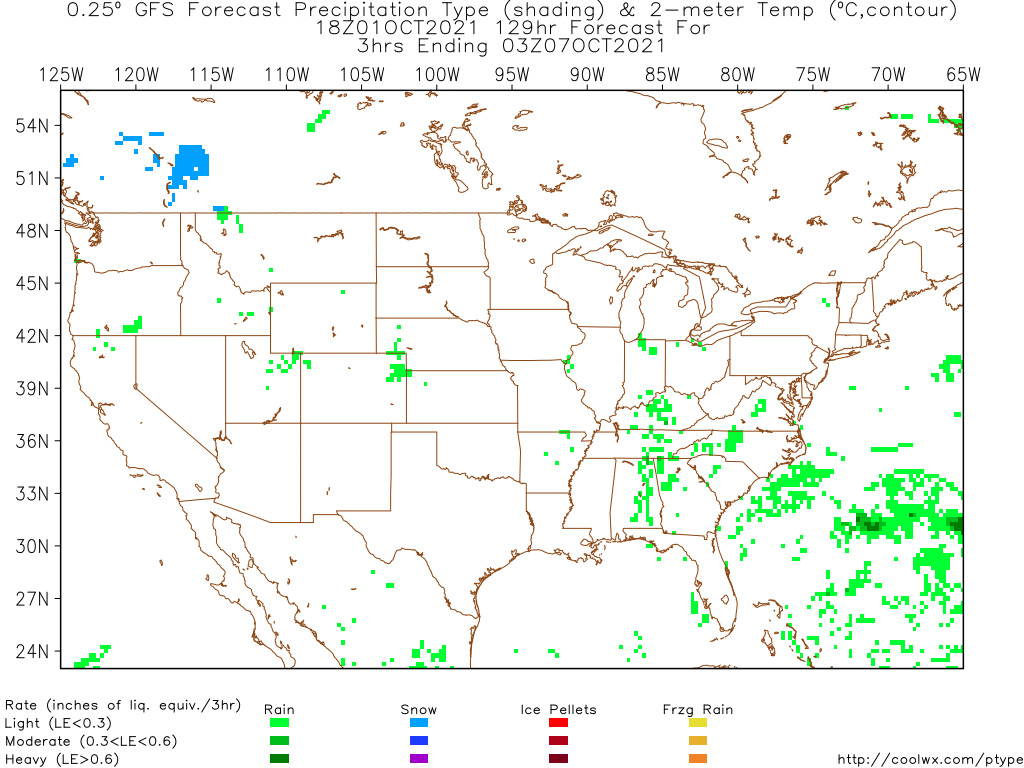 0.25° GFS Forecast Precipitation Type (shading) & 2-meter Temp (°C,contour)
18Z01OCT2021 129hr Forecast For
3hrs Ending 03Z07OCT2021
125W 120W 115W 110W 105W 100W 95W 90W 85W 80W 75W 70W 65W
54N
51N
48N
45N
42N
39N
36N
33N
30N
27N
24N
Rate (inches of liq. equiv./3hr) Rain Snow Ice Pellets Frzg Rain
Light (LE<0.3)
Moderate (0.3<LE<0.6)
Heavy (LE>0.6)
http://coolwx.com/ptype